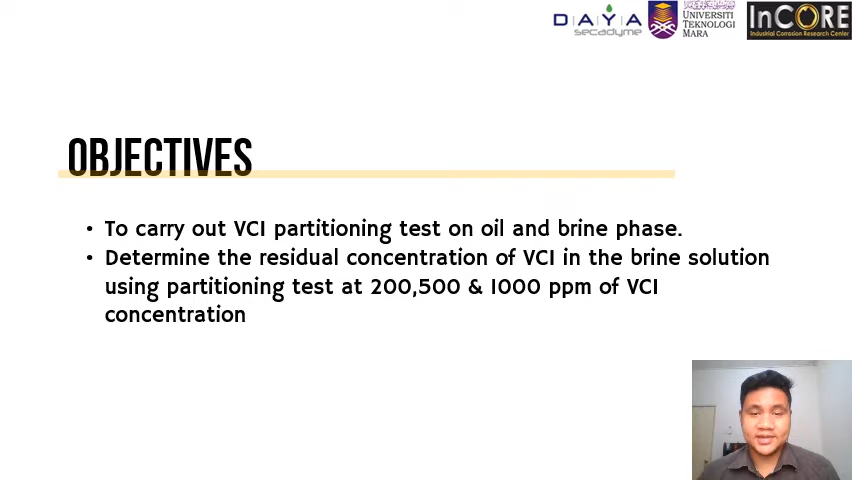 DAYA
secadyme
UNIVERSITI
TEKNOLOGI
MARA
InCORE
Industrial Corrosion Research Center
OBJECTIVES
• To carry out VCI partitioning test on oil and brine phase.
• Determine the residual concentration of VCI in the brine solution
using partitioning test at 200,500 & 1000 ppm of VCI
concentration